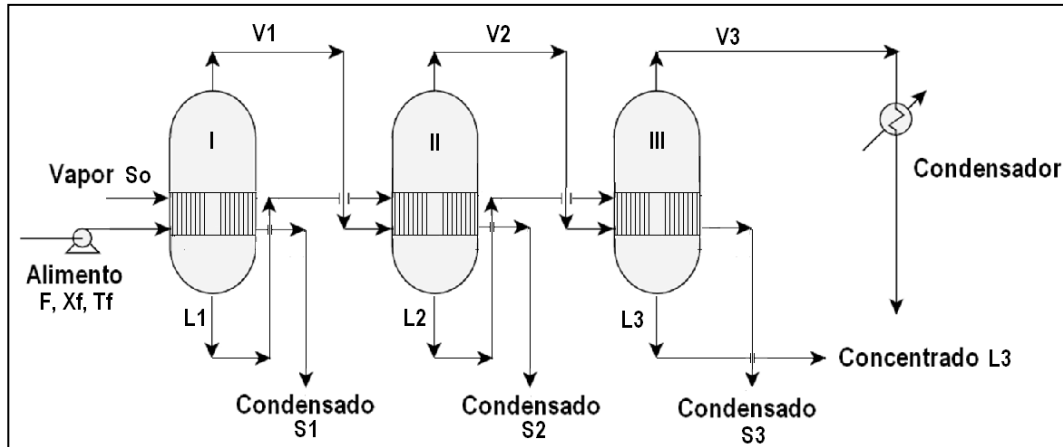 V1
V2
V3
I
II
III
Vapor So
Condensador
Alimento
F, Xf, Tf
L1
L2
L3
Concentrado L3
Condensado
S1
Condensado
S2
Condensado
S3